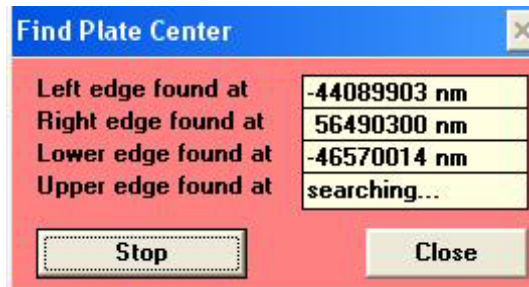 Find Plate Center
Left edge found at -44089903 nm
Right edge found at 56490300 nm
Lower edge found at -46570014 nm
Upper edge found at searching...
Stop Close